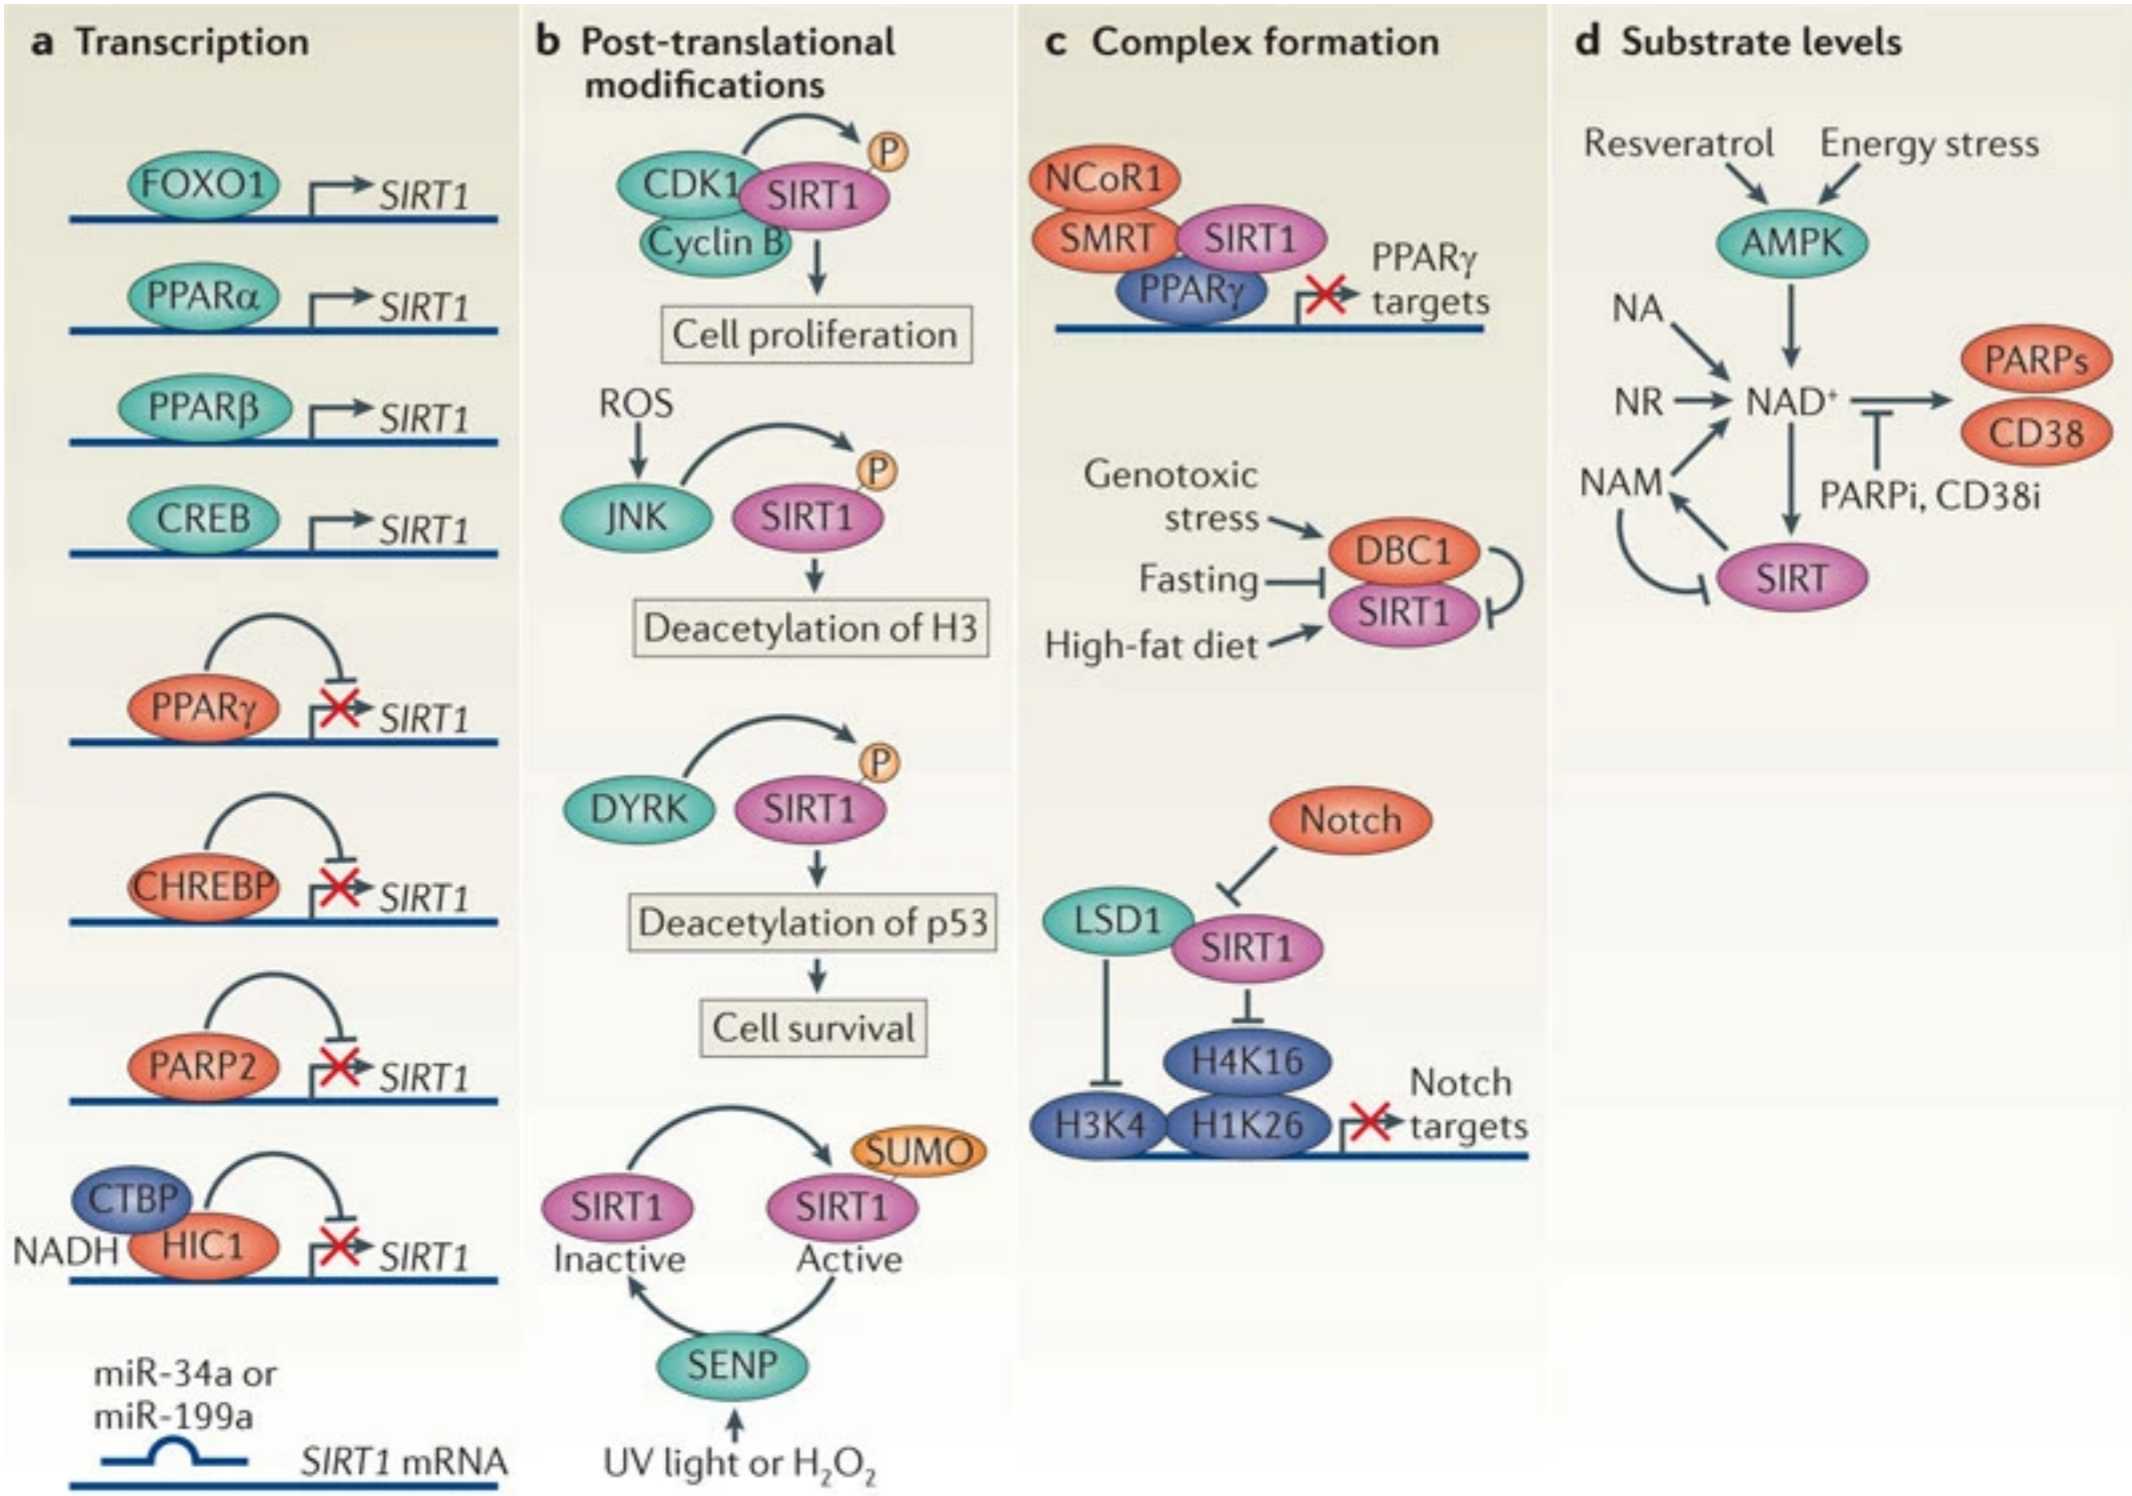 a Transcription
FOXO1
SIRT1
PPARα
SIRT1
PPARβ
SIRT1
CREB
SIRT1
PPARγ
SIRT1
CHREBP
SIRT1
PARP2
SIRT1
CTBP
NADH
HIC1
SIRT1
miR-34a or
miR-199a
SIRT1 mRNA
b Post-translational
modifications
P
CDK1
SIRT1
Cyclin B
Cell proliferation
ROS
P
JNK
SIRT1
Deacetylation of H3
P
DYRK
SIRT1
Deacetylation of p53
Cell survival
SUMO
SIRT1
SIRT1
Inactive
Active
SENP
UV light or H₂O₂
c Complex formation
NCoR1
SMRT
SIRT1
PPARγ
PPARγ
targets
Genotoxic
stress
DBC1
Fasting
SIRT1
High-fat diet
Notch
LSD1
SIRT1
H4K16
H3K4
H1K26
Notch
targets
d Substrate levels
Resveratrol
Energy stress
AMPK
NA
PARPs
NR
NAD⁺
CD38
NAM
PARPi, CD38i
SIRT